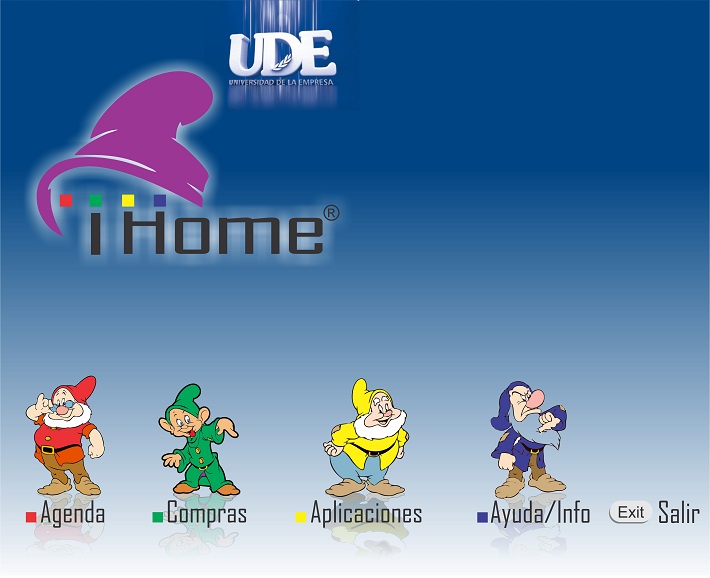 UDE
UNIVERSIDAD DE LA EMPRESA
iHome®
Agenda
Compras
Aplicaciones
Ayuda/Info
Exit
Salir